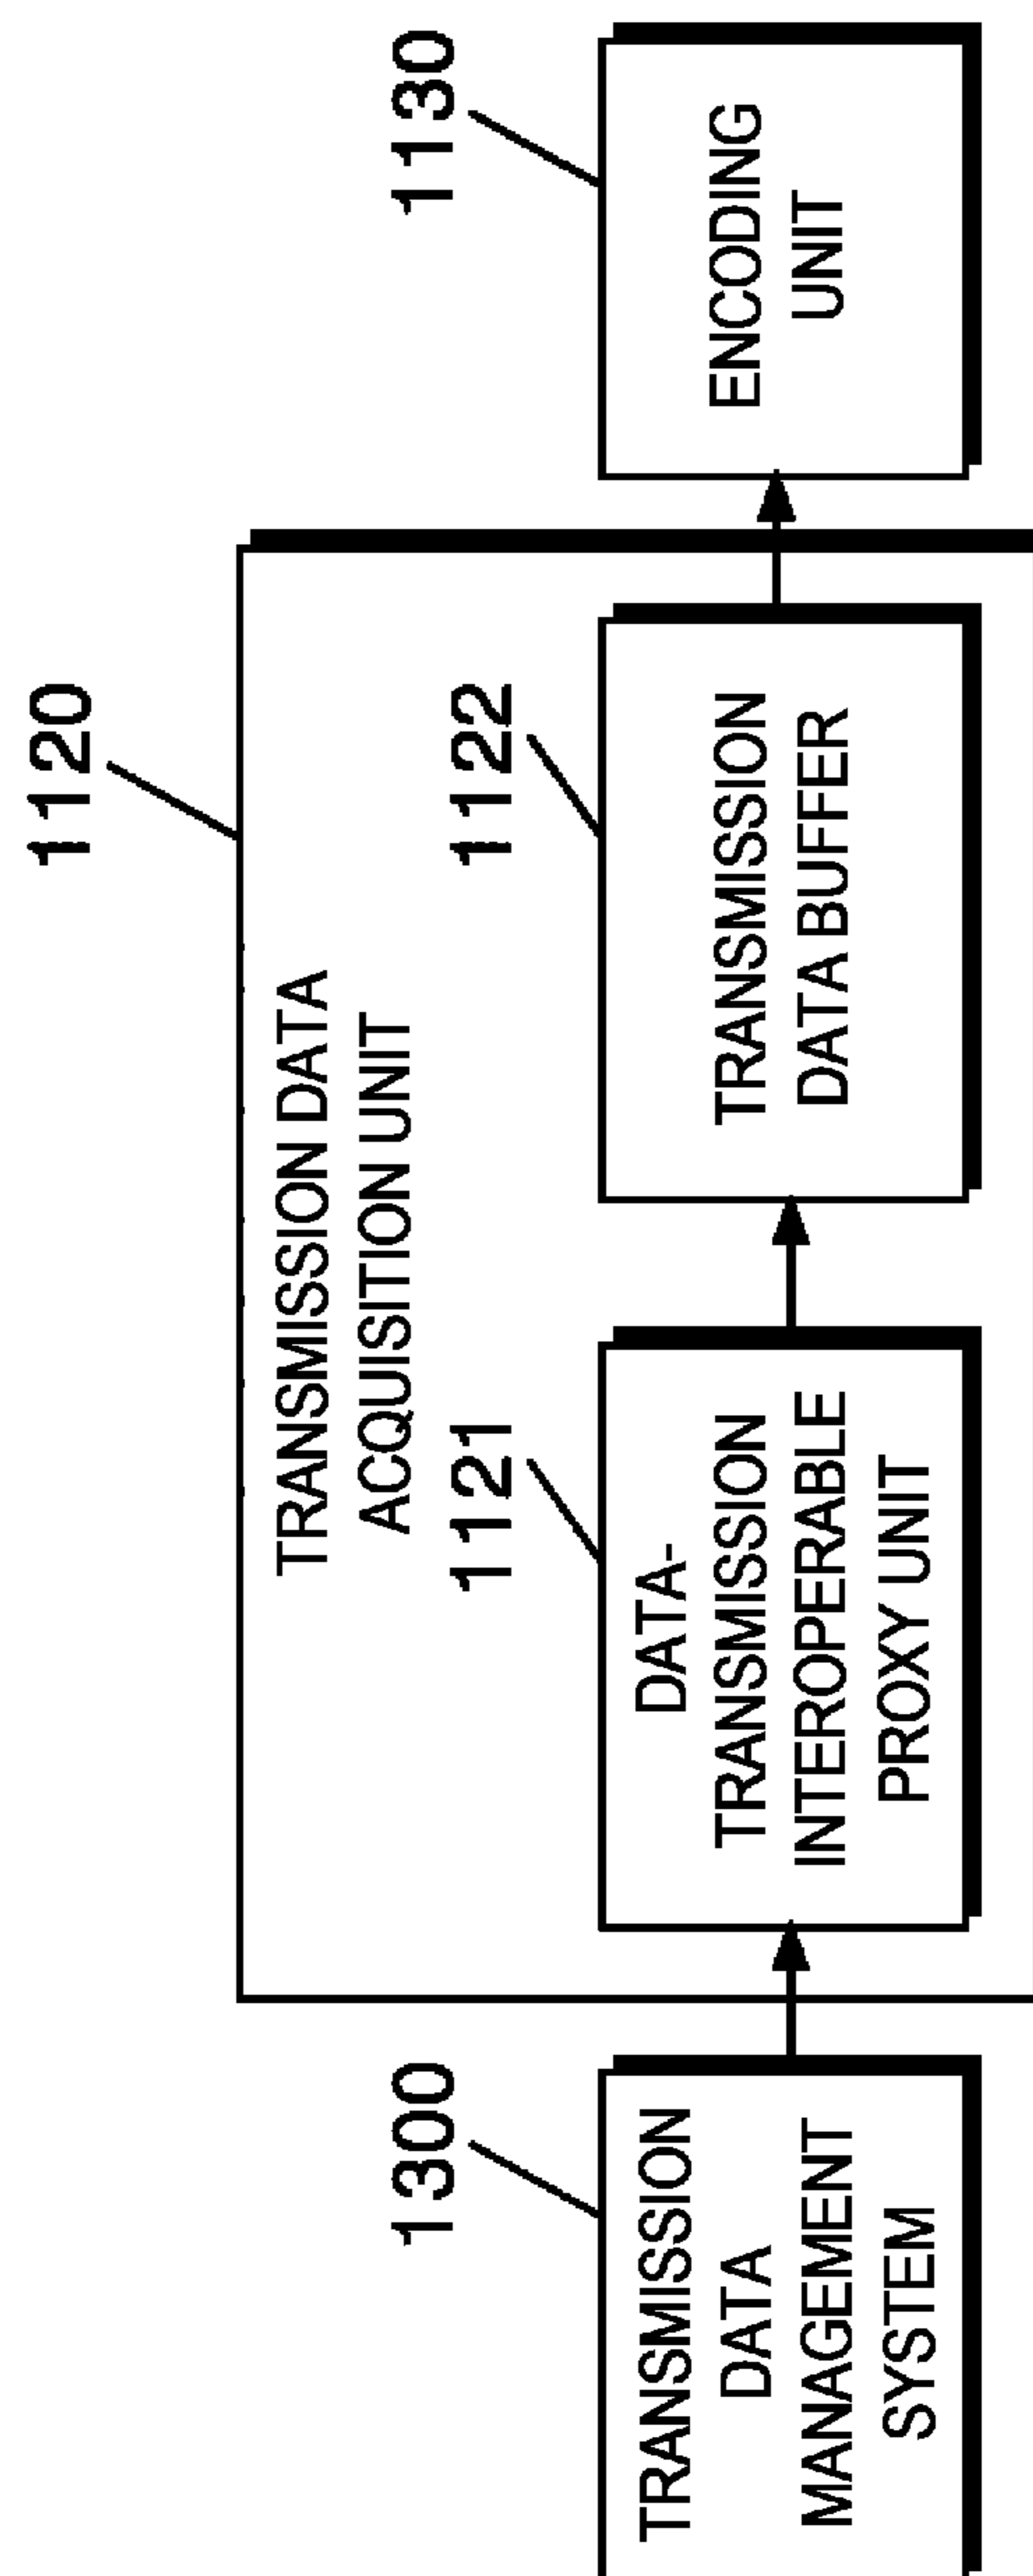 1120
TRANSMISSION DATA
ACQUISITION UNIT
1300
TRANSMISSION
DATA
MANAGEMENT
SYSTEM
1121
DATA-
TRANSMISSION
INTEROPERABLE
PROXY UNIT
1122
TRANSMISSION
DATA BUFFER
1130
ENCODING
UNIT